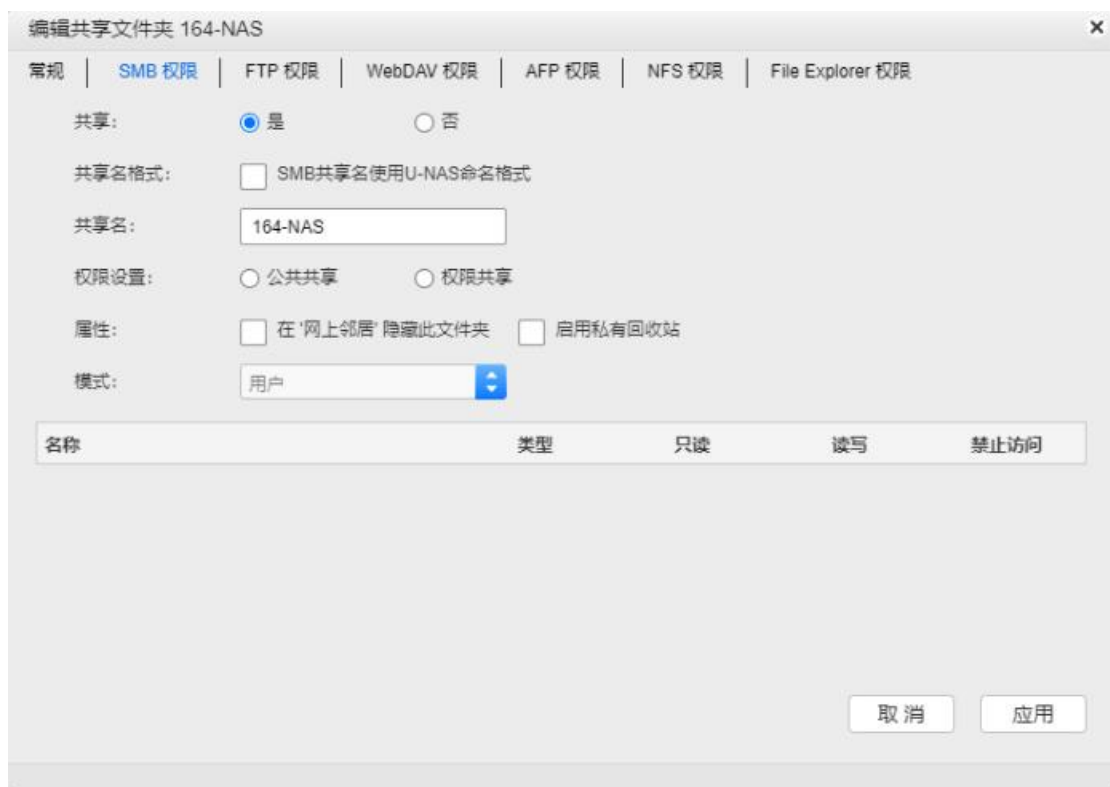 编辑共享文件夹 164-NAS ×
常规 SMB 权限 FTP 权限 WebDAV 权限 AFP 权限 NFS 权限 File Explorer 权限
共享: 是 否
共享名格式: SMB共享名使用U-NAS命名格式
共享名: 164-NAS
权限设置: 公共共享 权限共享
属性: 在 '网上邻居' 隐藏此文件夹 启用私有回收站
模式: 用户
名称 类型 只读 读写 禁止访问
取 消 应用